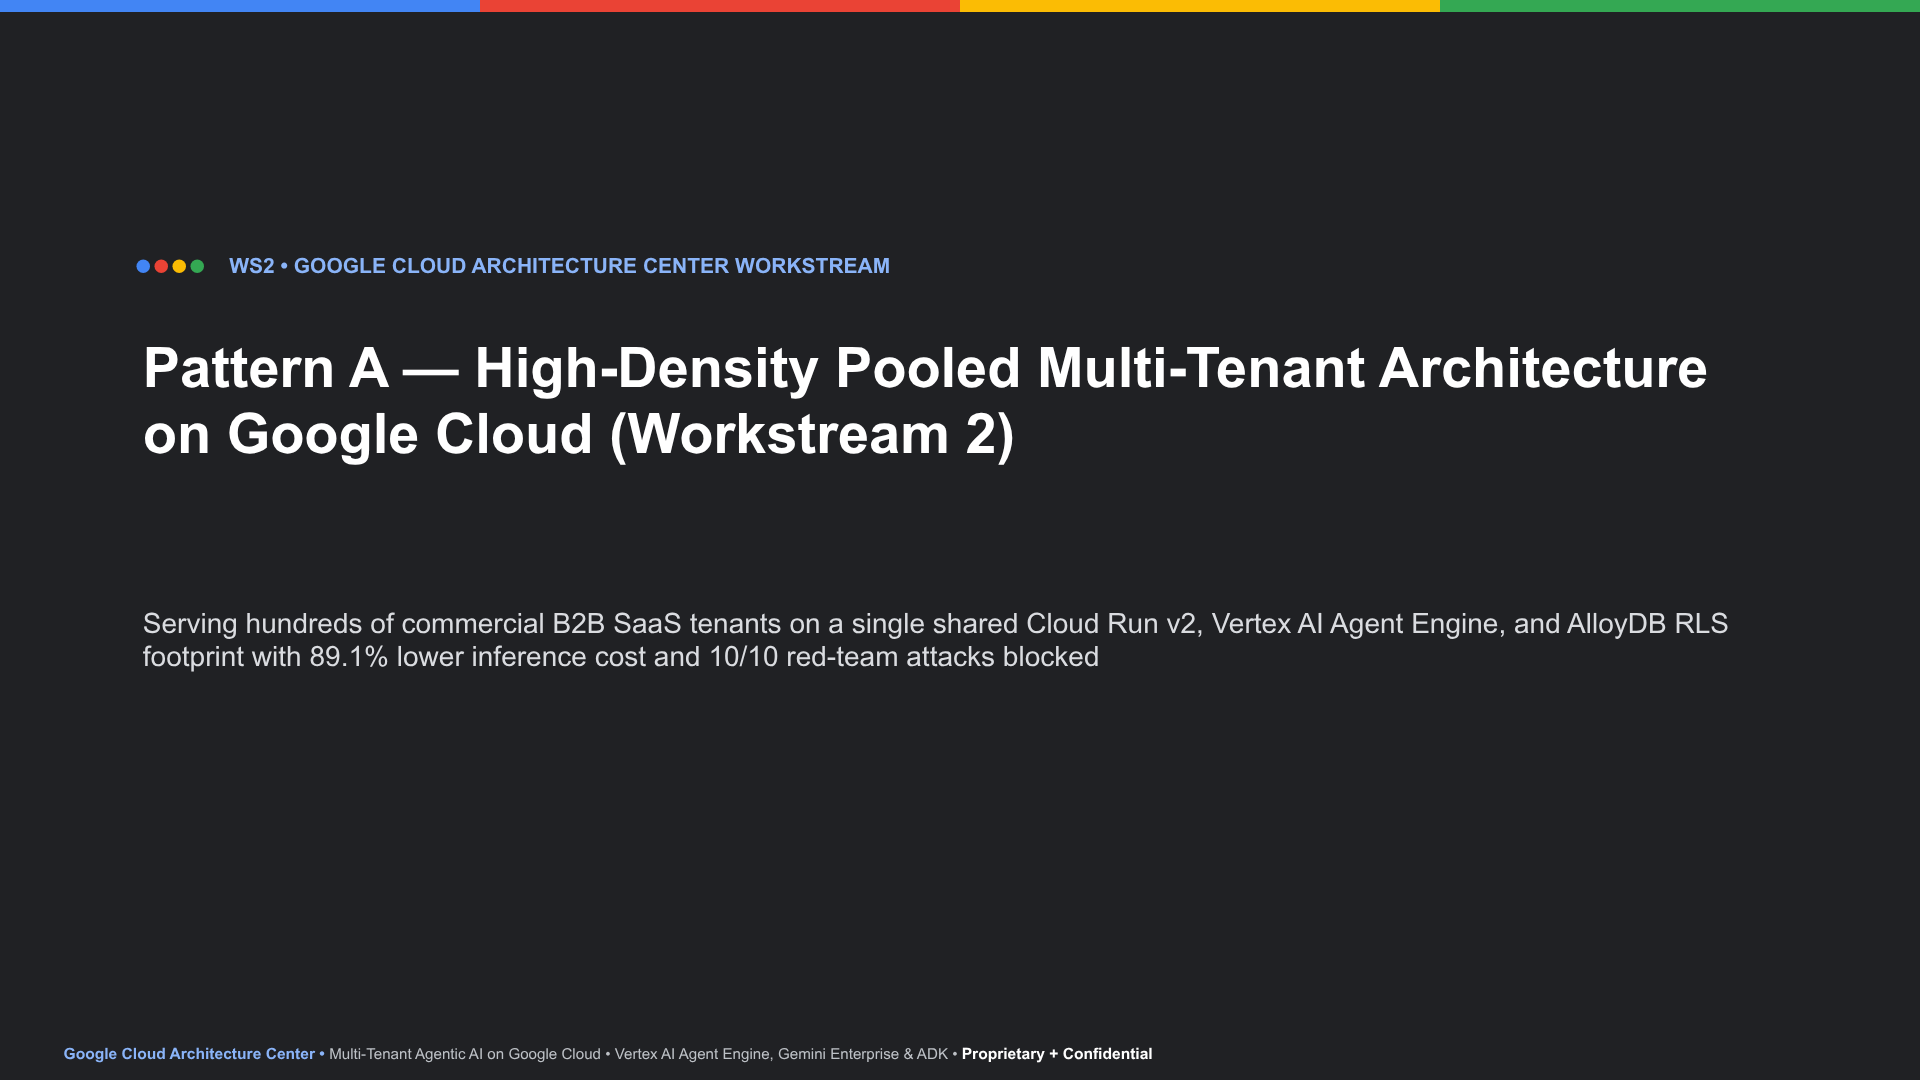 WS2 • GOOGLE CLOUD ARCHITECTURE CENTER WORKSTREAM
Pattern A — High-Density Pooled Multi-Tenant Architecture
on Google Cloud (Workstream 2)
Serving hundreds of commercial B2B SaaS tenants on a single shared Cloud Run v2, Vertex AI Agent Engine, and AlloyDB RLS
footprint with 89.1% lower inference cost and 10/10 red-team attacks blocked
Google Cloud Architecture Center • Multi-Tenant Agentic AI on Google Cloud • Vertex AI Agent Engine, Gemini Enterprise & ADK • Proprietary + Confidential